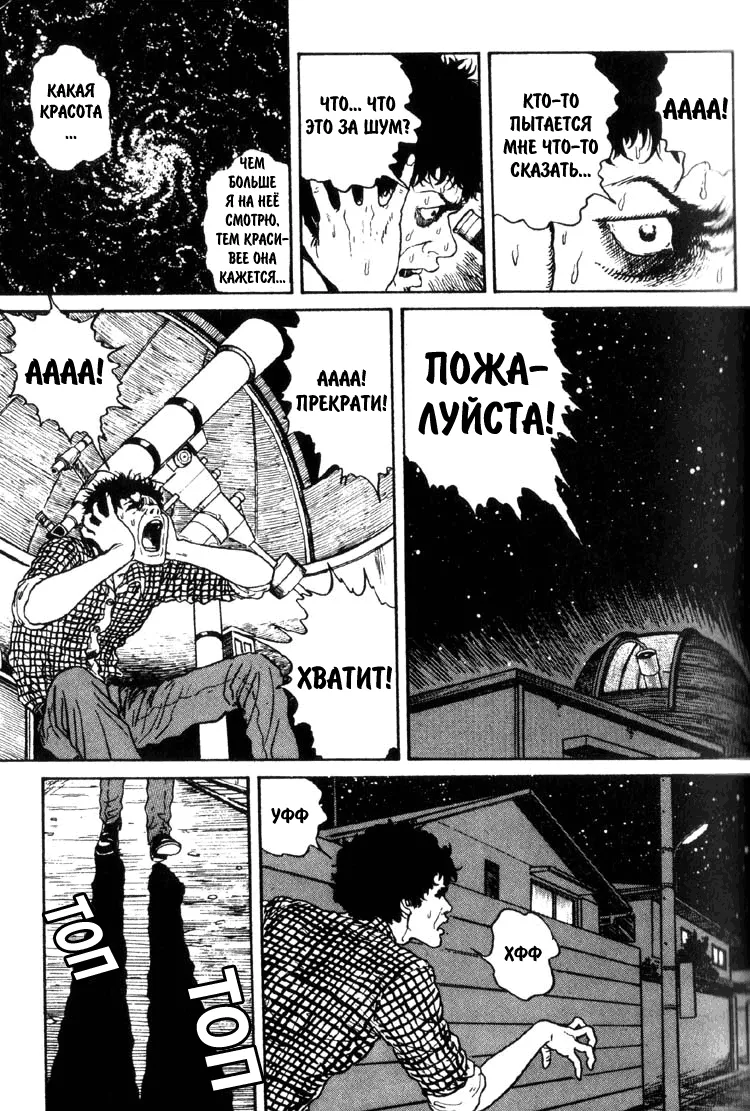 КАКАЯ
КРАСОТА
...
ЧЕМ
БОЛЬШЕ
Я НА НЕЁ
СМОТРЮ,
ТЕМ КРАСИ-
ВЕЕ ОНА
КАЖЕТСЯ...
ЧТО... ЧТО
ЭТО ЗА ШУМ?
КТО-ТО
ПЫТАЕТСЯ
МНЕ ЧТО-ТО
СКАЗАТЬ...
АААА!
АААА!
АААА!
ПРЕКРАТИ!
ХВАТИТ!
ПОЖА-
ЛУЙСТА!
ТОП
ТОП
УФФ
ХФФ